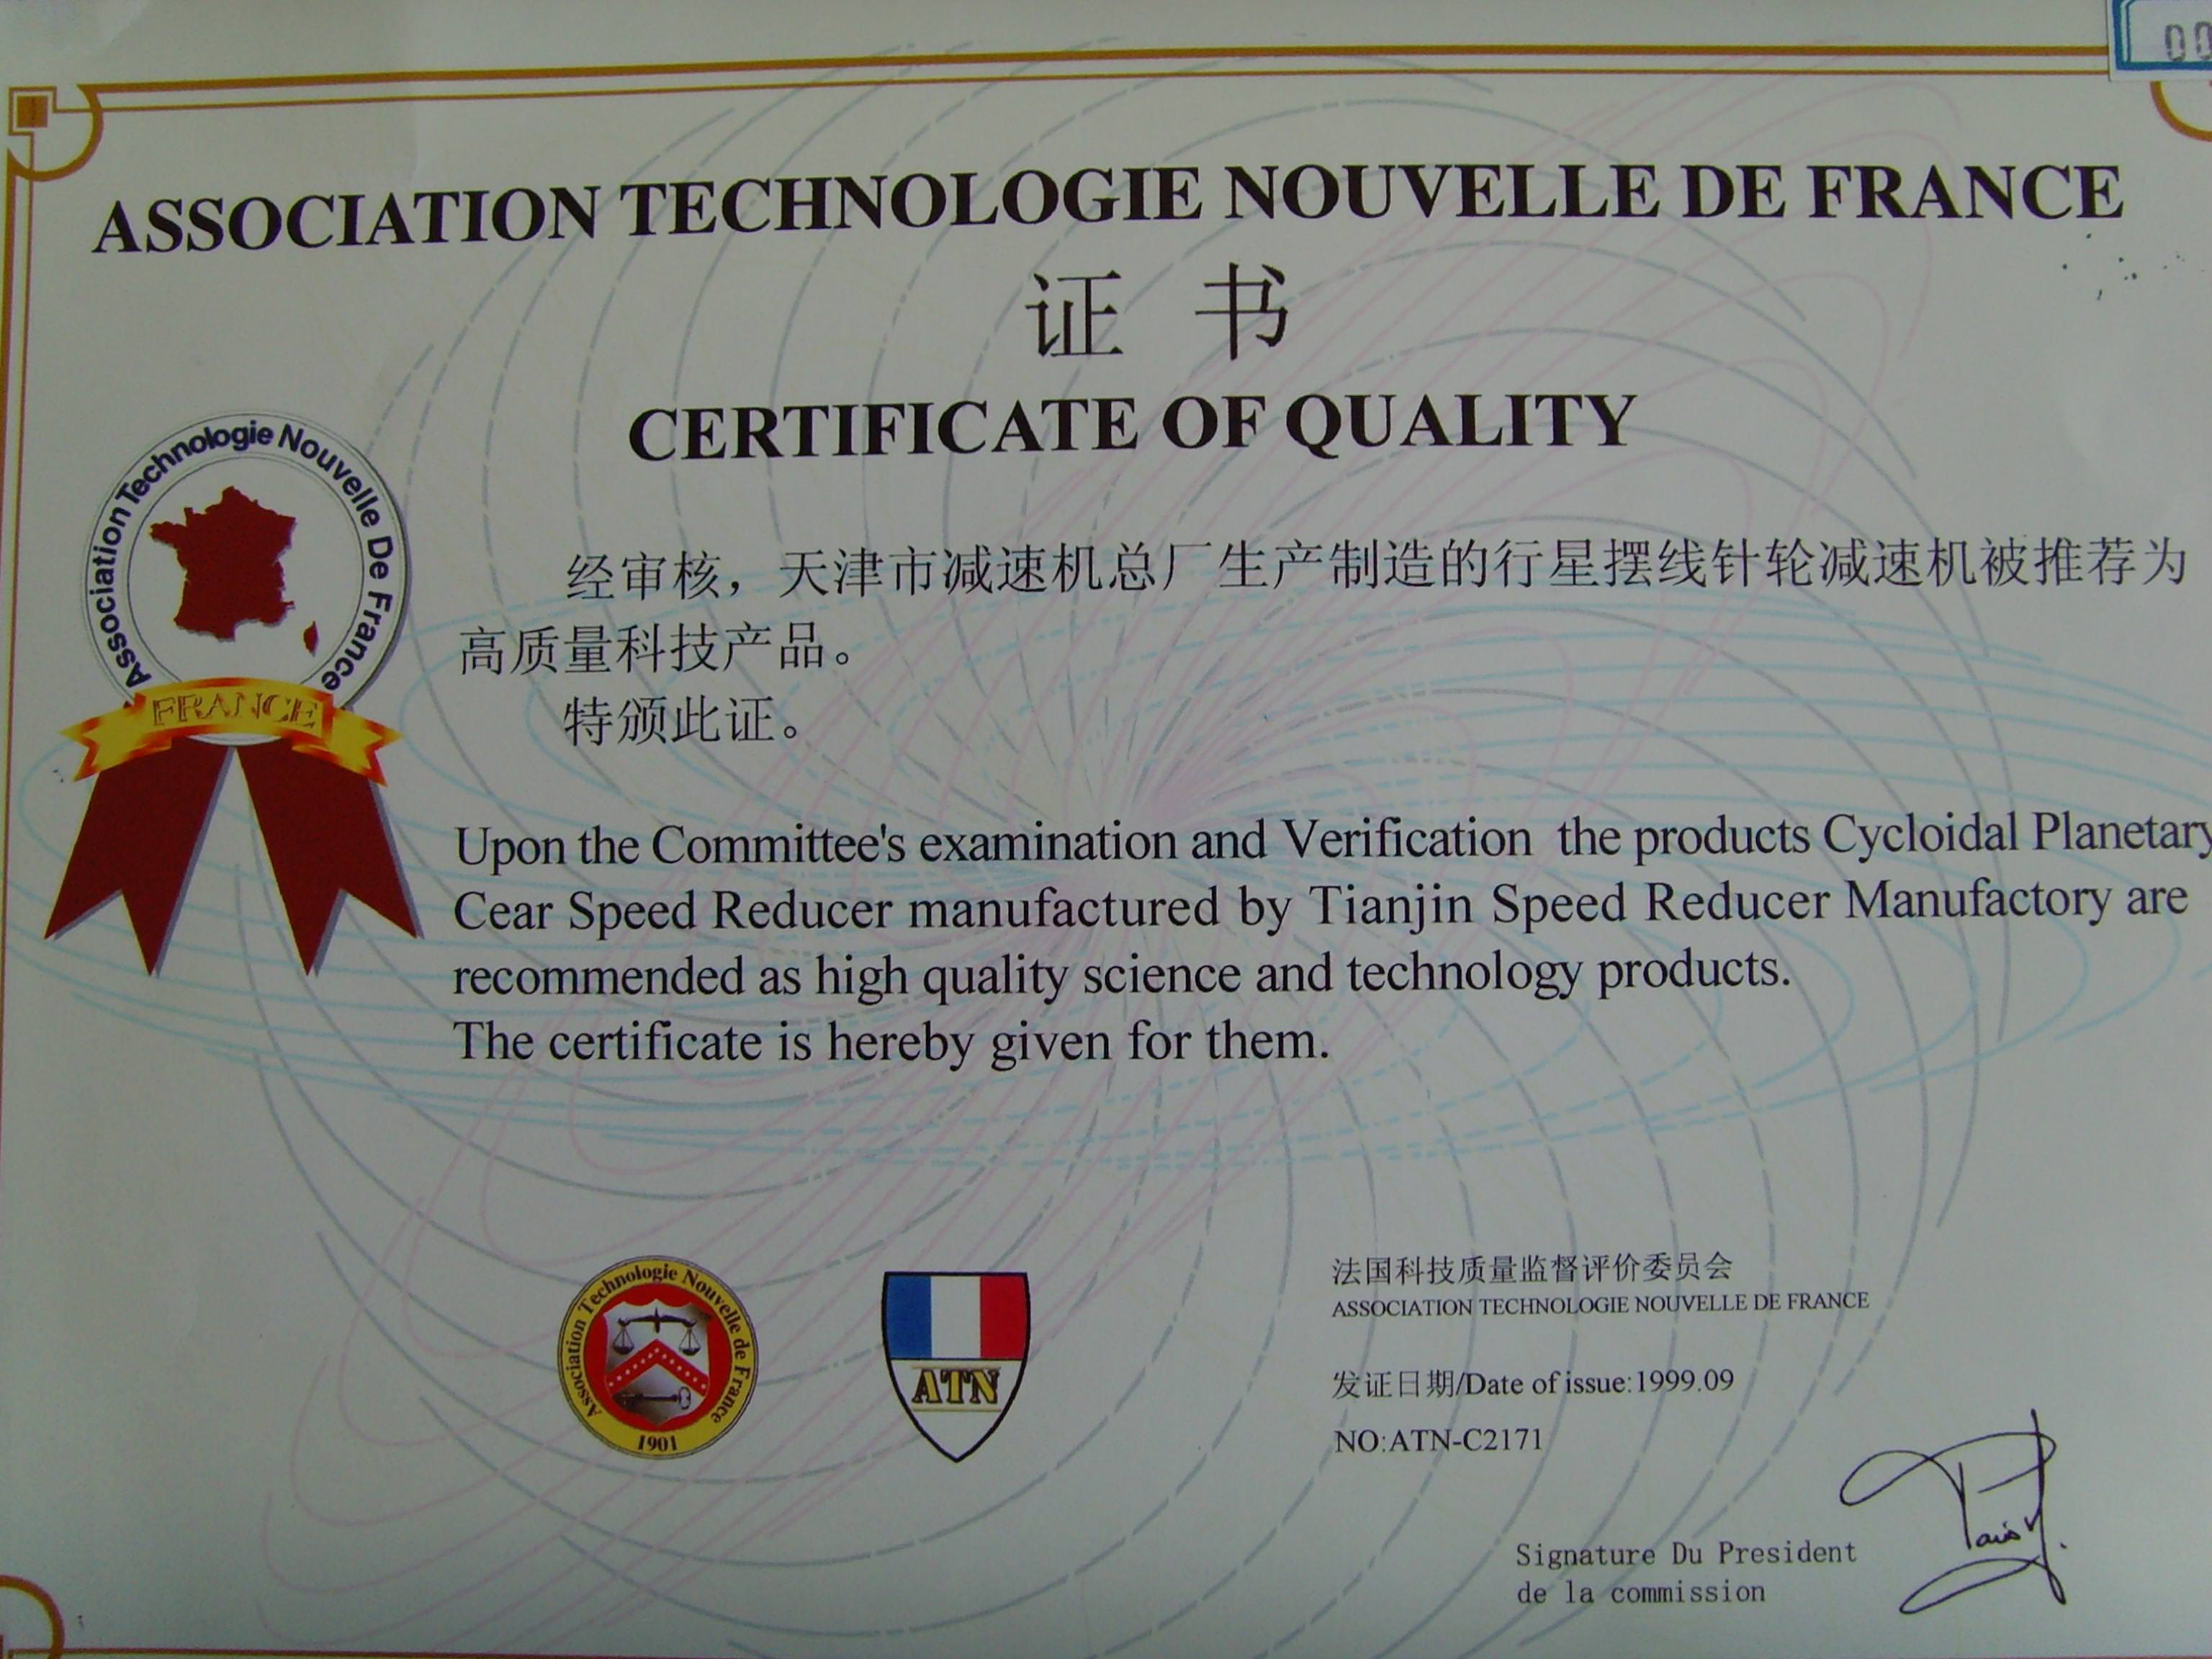 00
ASSOCIATION TECHNOLOGIE NOUVELLE DE FRANCE
证 书
CERTIFICATE OF QUALITY
Association Technologie Nouvelle De France
FRANCE
经审核，天津市减速机总厂生产制造的行星摆线针轮减速机被推荐为
高质量科技产品。
特颁此证。
Upon the Committee's examination and Verification the products Cycloidal Planetary
Cear Speed Reducer manufactured by Tianjin Speed Reducer Manufactory are
recommended as high quality science and technology products.
The certificate is hereby given for them.
Association Technologie Nouvelle de France
1901
ATN
法国科技质量监督评价委员会
ASSOCIATION TECHNOLOGIE NOUVELLE DE FRANCE
发证日期/Date of issue:1999.09
NO:ATN-C2171
Signature Du President
de la commission